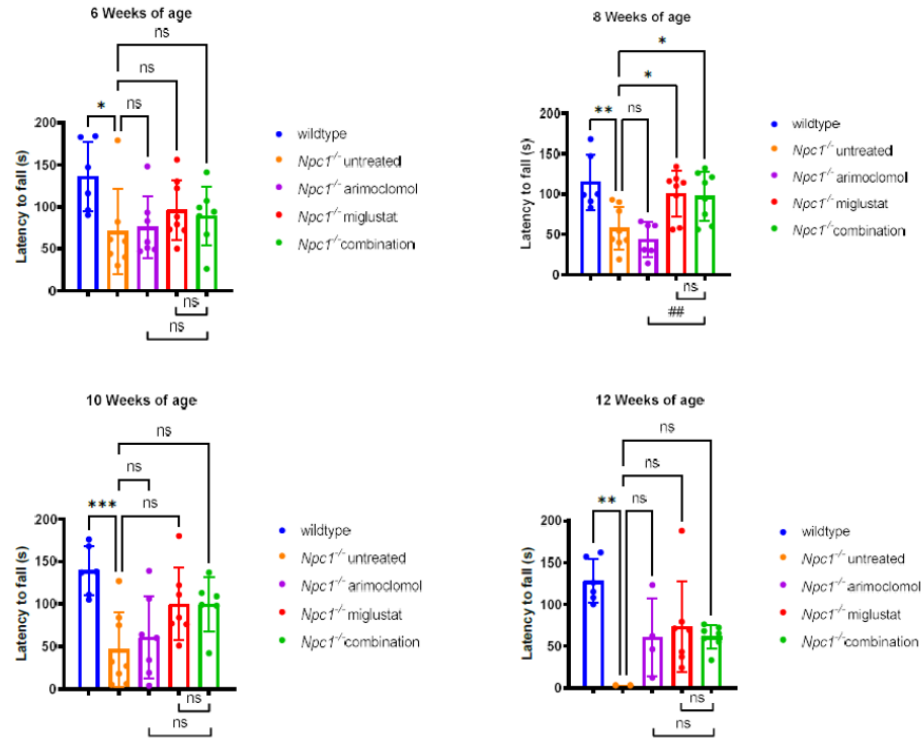 6 Weeks of age
ns
ns
* ns
200
150
100
50
0
Latency to fall (s)
ns
ns
wildtype
Npc1-/- untreated
Npc1-/- arimoclomol
Npc1-/- miglustat
Npc1-/- combination
8 Weeks of age
*
*
** ns
200
150
100
50
0
Latency to fall (s)
ns
##
wildtype
Npc1-/- untreated
Npc1-/- arimoclomol
Npc1-/- miglustat
Npc1-/- combination
10 Weeks of age
ns
ns
*** ns
200
150
100
50
0
Latency to fall (s)
ns
ns
wildtype
Npc1-/- untreated
Npc1-/- arimoclomol
Npc1-/- miglustat
Npc1-/- combination
12 Weeks of age
ns
ns
** ns
200
150
100
50
0
Latency to fall (s)
ns
ns
wildtype
Npc1-/- untreated
Npc1-/- arimoclomol
Npc1-/- miglustat
Npc1-/- combination